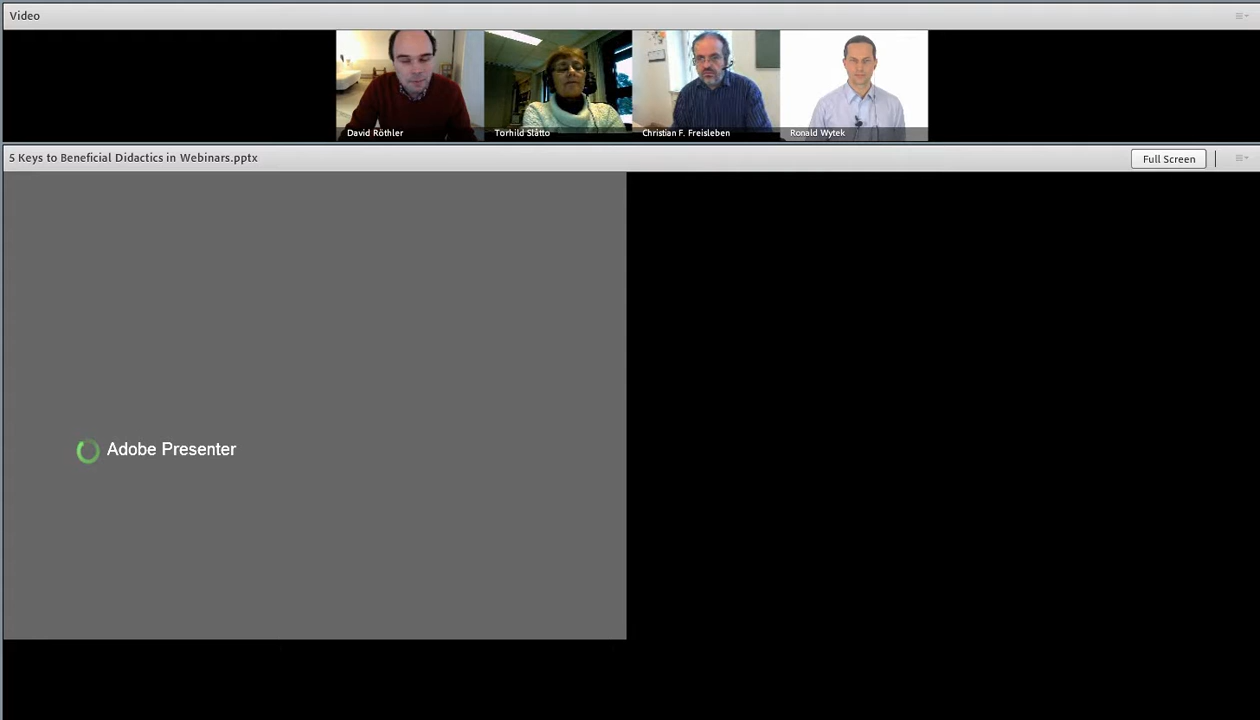 Video
David Röthler
Torhild Slåtto
Christian F. Freisleben
Ronald Wytek
5 Keys to Beneficial Didactics in Webinars.pptx
Full Screen
Adobe Presenter